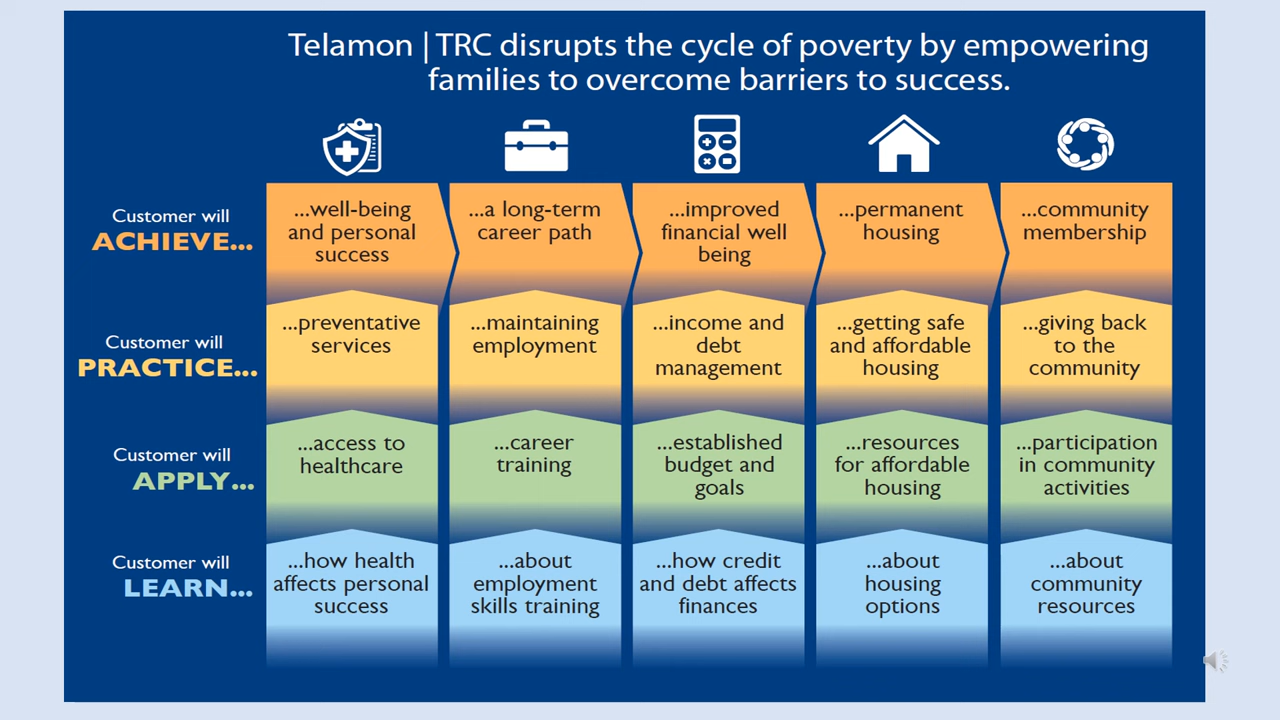 Telamon | TRC disrupts the cycle of poverty by empowering
families to overcome barriers to success.
Customer will
ACHIEVE...
...well-being
and personal
success
...a long-term
career path
...improved
financial well
being
...permanent
housing
...community
membership
Customer will
PRACTICE...
...preventative
services
...maintaining
employment
...income and
debt
management
...getting safe
and affordable
housing
...giving back
to the
community
Customer will
APPLY...
...access to
healthcare
...career
training
...established
budget and
goals
...resources
for affordable
housing
...participation
in community
activities
Customer will
LEARN...
...how health
affects personal
success
...about
employment
skills training
...how credit
and debt affects
finances
...about
housing
options
...about
community
resources